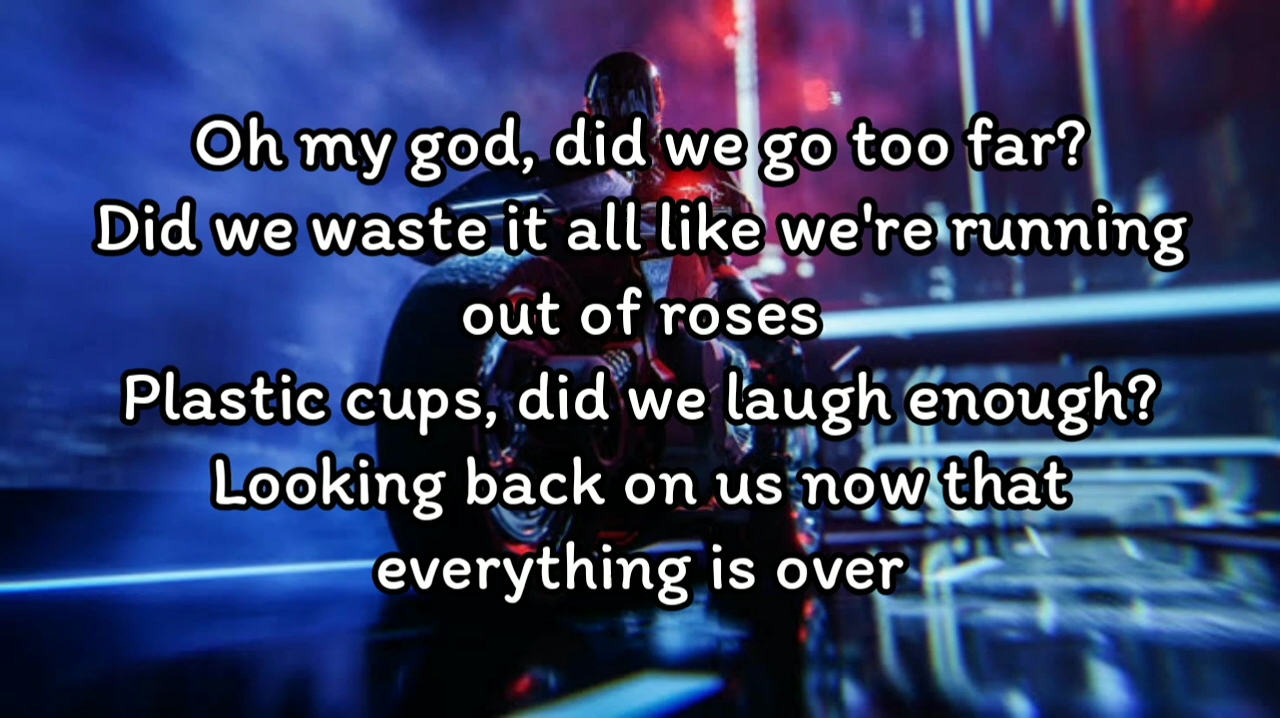 Oh my god, did we go too far?
Did we waste it all like we're running
out of roses
Plastic cups, did we laugh enough?
Looking back on us now that
everything is over